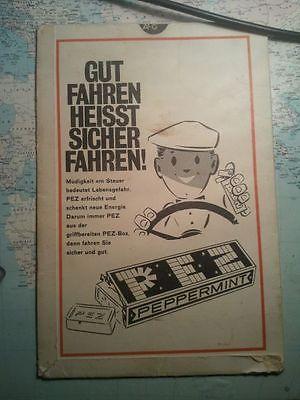 GUT
FAHREN
HEISST
SICHER
FAHREN!
Müdigkeit am Steuer
bedeutet Lebensgefahr.
PEZ erfrischt und
schenkt neue Energie
Darum immer PEZ
aus der
griffbereiten PEZ-Box,
denn fahren Sie
sicher und gut.
PEZ
PEZ
PEPPERMINT